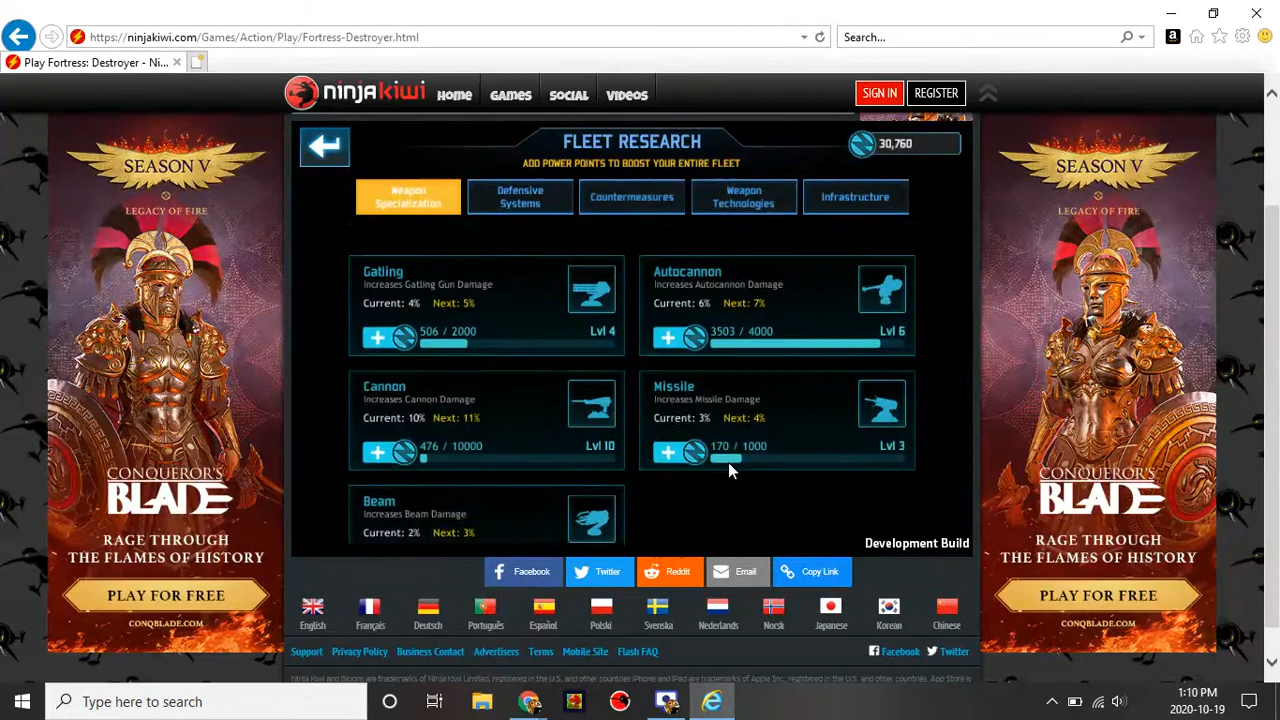 https://ninjakiwi.com/Games/Action/Play/Fortress-Destroyer.html
Search...
Play Fortress: Destroyer - Ni...
ninjakiwi
Home
Games
Social
Videos
SIGN IN
REGISTER
FLEET RESEARCH
ADD POWER POINTS TO BOOST YOUR ENTIRE FLEET
30,760
Weapon
Specialization
Defensive
Systems
Countermeasures
Weapon
Technologies
Infrastructure
Gatling
Increases Gatling Gun Damage
Current: 4% Next: 5%
506 / 2000
Lvl 4
Autocannon
Increases Autocannon Damage
Current: 6% Next: 7%
3503 / 4000
Lvl 6
Cannon
Increases Cannon Damage
Current: 10% Next: 11%
476 / 10000
Lvl 10
Missile
Increases Missile Damage
Current: 3% Next: 4%
170 / 1000
Lvl 3
Beam
Increases Beam Damage
Current: 2% Next: 3%
Development Build
SEASON V
LEGACY OF FIRE
CONQUEROR'S
BLADE
RAGE THROUGH
THE FLAMES OF HISTORY
PLAY FOR FREE
CONQBLADE.COM
SEASON V
LEGACY OF FIRE
CONQUEROR'S
BLADE
RAGE THROUGH
THE FLAMES OF HISTORY
PLAY FOR FREE
CONQBLADE.COM
Facebook
Twitter
Reddit
Email
Copy Link
English
Français
Deutsch
Português
Español
Polski
Svenska
Nederlands
Norsk
Japanese
Korean
Chinese
Support
Privacy Policy
Business Contact
Advertisers
Terms
Mobile Site
Flash FAQ
Facebook
Twitter
Type here to search
1:10 PM
2020-10-19